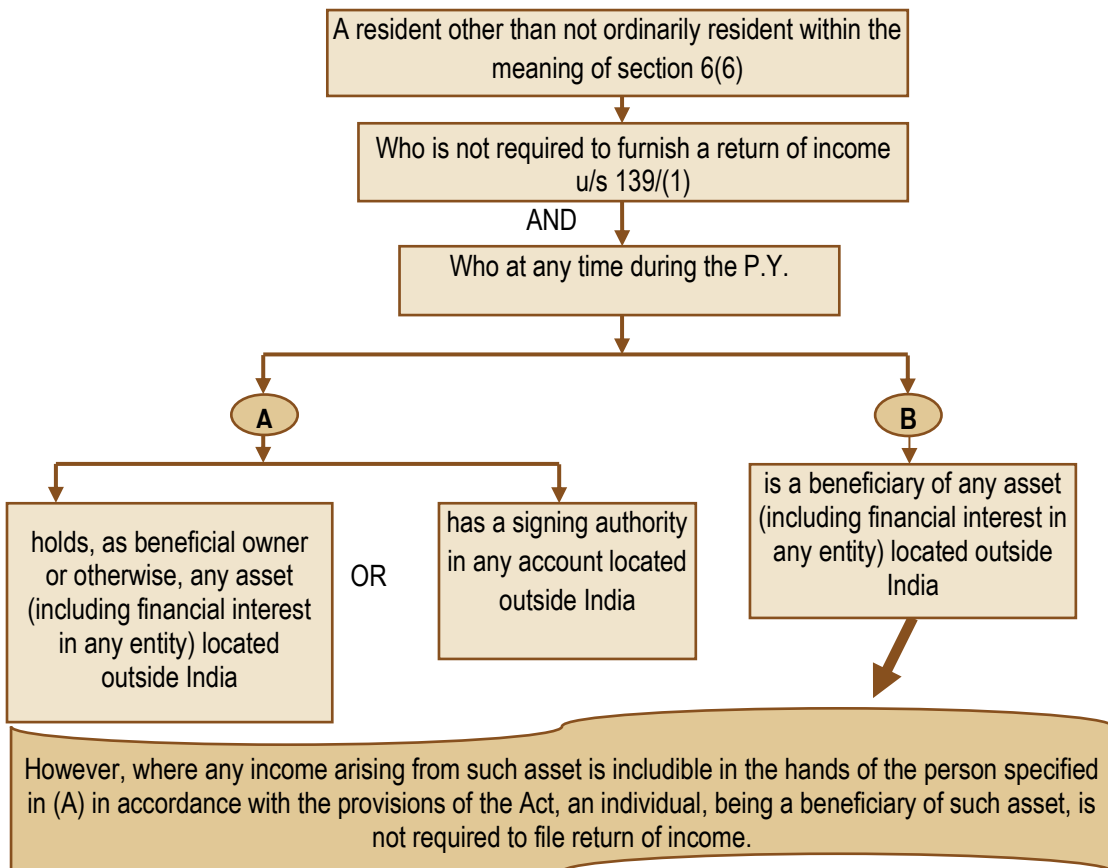 A resident other than not ordinarily resident within the
meaning of section 6(6)
Who is not required to furnish a return of income
u/s 139/(1)
AND
Who at any time during the P.Y.
A
B
holds, as beneficial owner
or otherwise, any asset
(including financial interest
in any entity) located
outside India
OR
has a signing authority
in any account located
outside India
is a beneficiary of any asset
(including financial interest in
any entity) located outside
India
However, where any income arising from such asset is includible in the hands of the person specified
in (A) in accordance with the provisions of the Act, an individual, being a beneficiary of such asset, is
not required to file return of income.